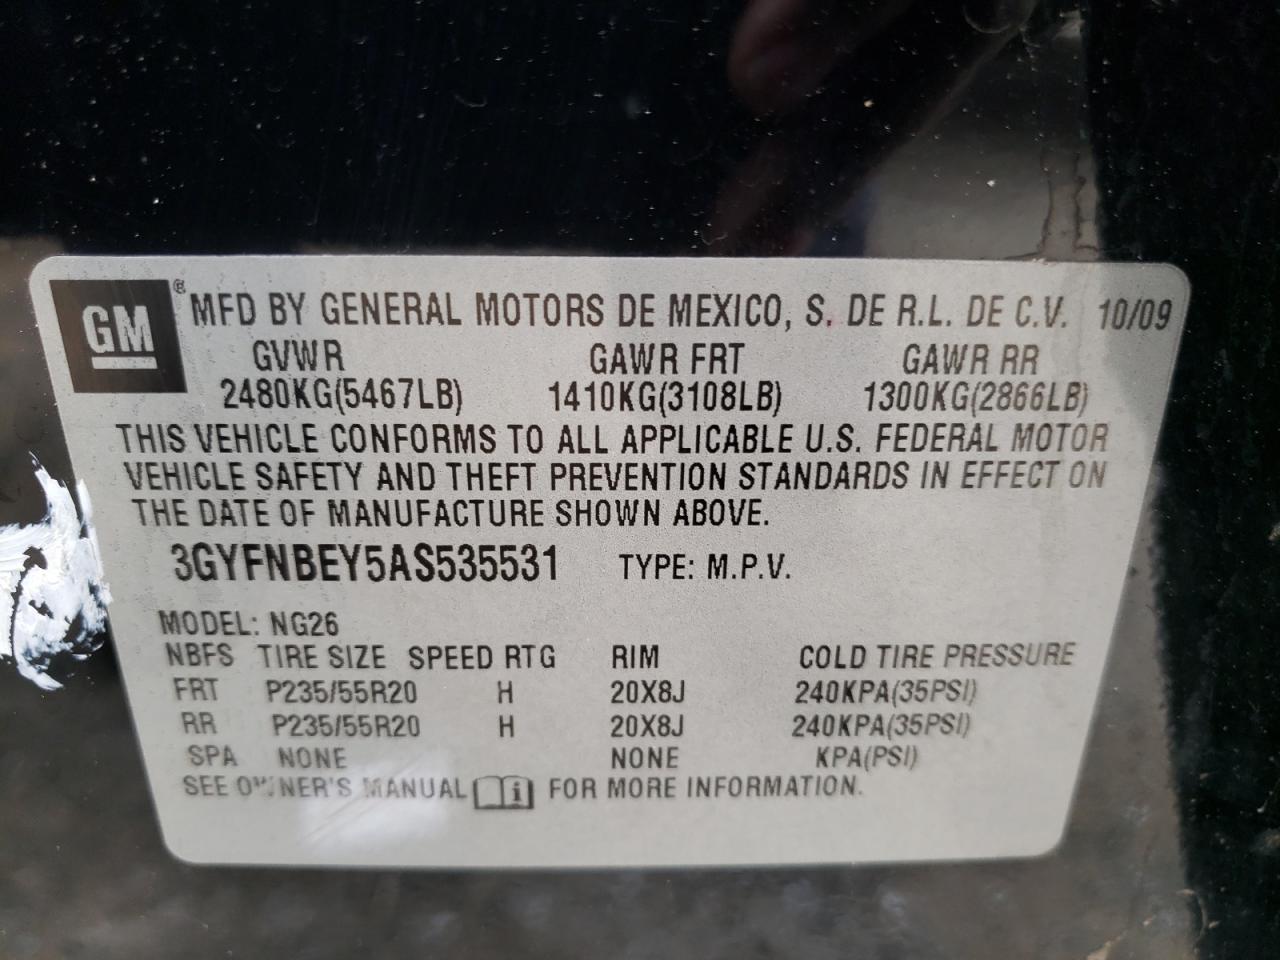 GM ® MFD BY GENERAL MOTORS DE MEXICO, S. DE R.L. DE C.V. 10/09
GVWR GAWR FRT GAWR RR
2480KG(5467LB) 1410KG(3108LB) 1300KG(2866LB)
THIS VEHICLE CONFORMS TO ALL APPLICABLE U.S. FEDERAL MOTOR
VEHICLE SAFETY AND THEFT PREVENTION STANDARDS IN EFFECT ON
THE DATE OF MANUFACTURE SHOWN ABOVE.
3GYFNBEY5AS535531 TYPE: M.P.V.
MODEL: NG26
NBFS TIRE SIZE SPEED RTG RIM COLD TIRE PRESSURE
FRT P235/55R20 H 20X8J 240KPA(35PSI)
RR P235/55R20 H 20X8J 240KPA(35PSI)
SPA NONE NONE KPA(PSI)
SEE OWNER'S MANUAL i FOR MORE INFORMATION.